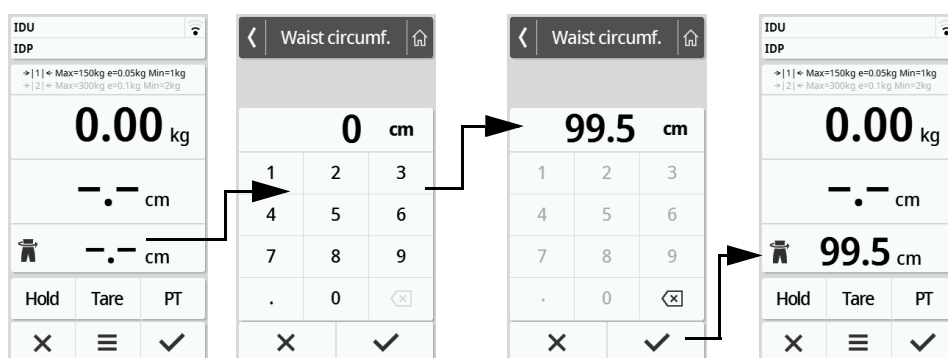 IDU
IDP
→|1|← Max=150kg e=0.05kg Min=1kg
→|2|← Max=300kg e=0.1kg Min=2kg
0.00 kg
–.– cm
–.– cm
Hold Tare PT
Waist circumf.
0 cm
1 2 3
4 5 6
7 8 9
. 0
Waist circumf.
99.5 cm
1 2 3
4 5 6
7 8 9
. 0
IDU
IDP
→|1|← Max=150kg e=0.05kg Min=1kg
→|2|← Max=300kg e=0.1kg Min=2kg
0.00 kg
–.– cm
99.5 cm
Hold Tare PT